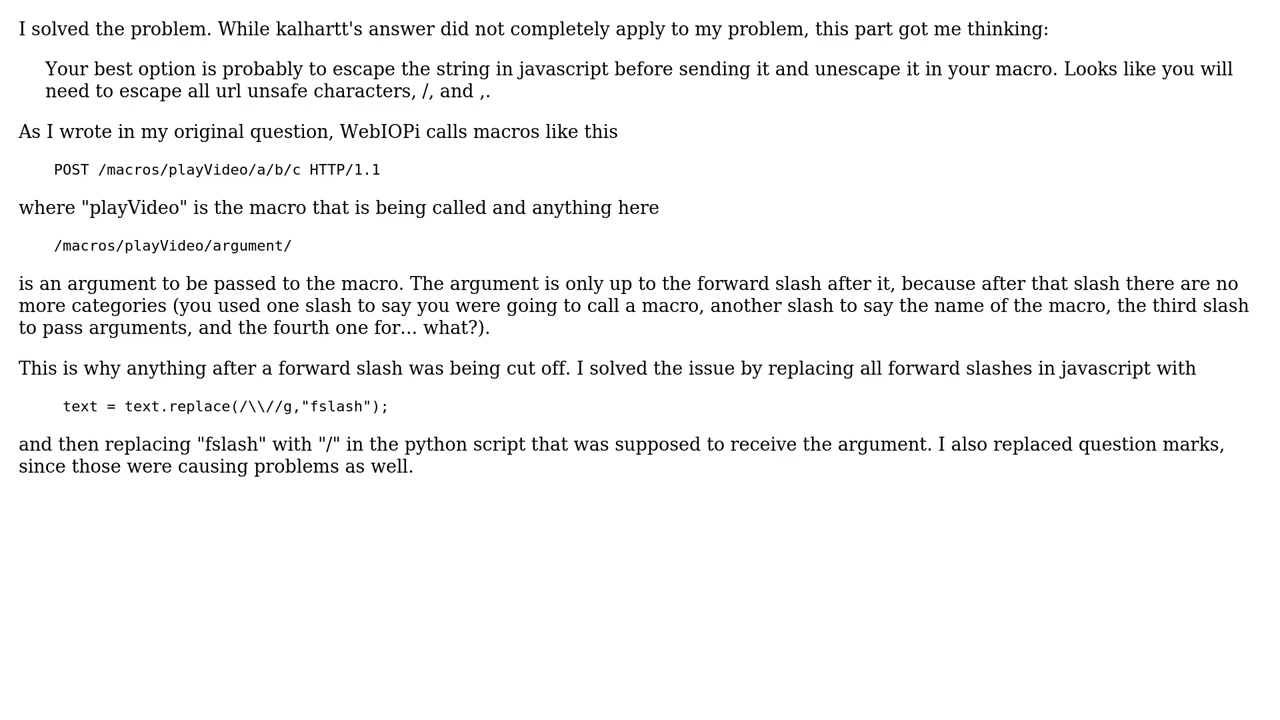 I solved the problem. While kalhartt's answer did not completely apply to my problem, this part got me thinking:
Your best option is probably to escape the string in javascript before sending it and unescape it in your macro. Looks like you will
need to escape all url unsafe characters, /, and ,.
As I wrote in my original question, WebIOPi calls macros like this
POST /macros/playVideo/a/b/c HTTP/1.1
where "playVideo" is the macro that is being called and anything here
/macros/playVideo/argument/
is an argument to be passed to the macro. The argument is only up to the forward slash after it, because after that slash there are no
more categories (you used one slash to say you were going to call a macro, another slash to say the name of the macro, the third slash
to pass arguments, and the fourth one for... what?).
This is why anything after a forward slash was being cut off. I solved the issue by replacing all forward slashes in javascript with
text = text.replace(/\\//g,"fslash");
and then replacing "fslash" with "/" in the python script that was supposed to receive the argument. I also replaced question marks,
since those were causing problems as well.